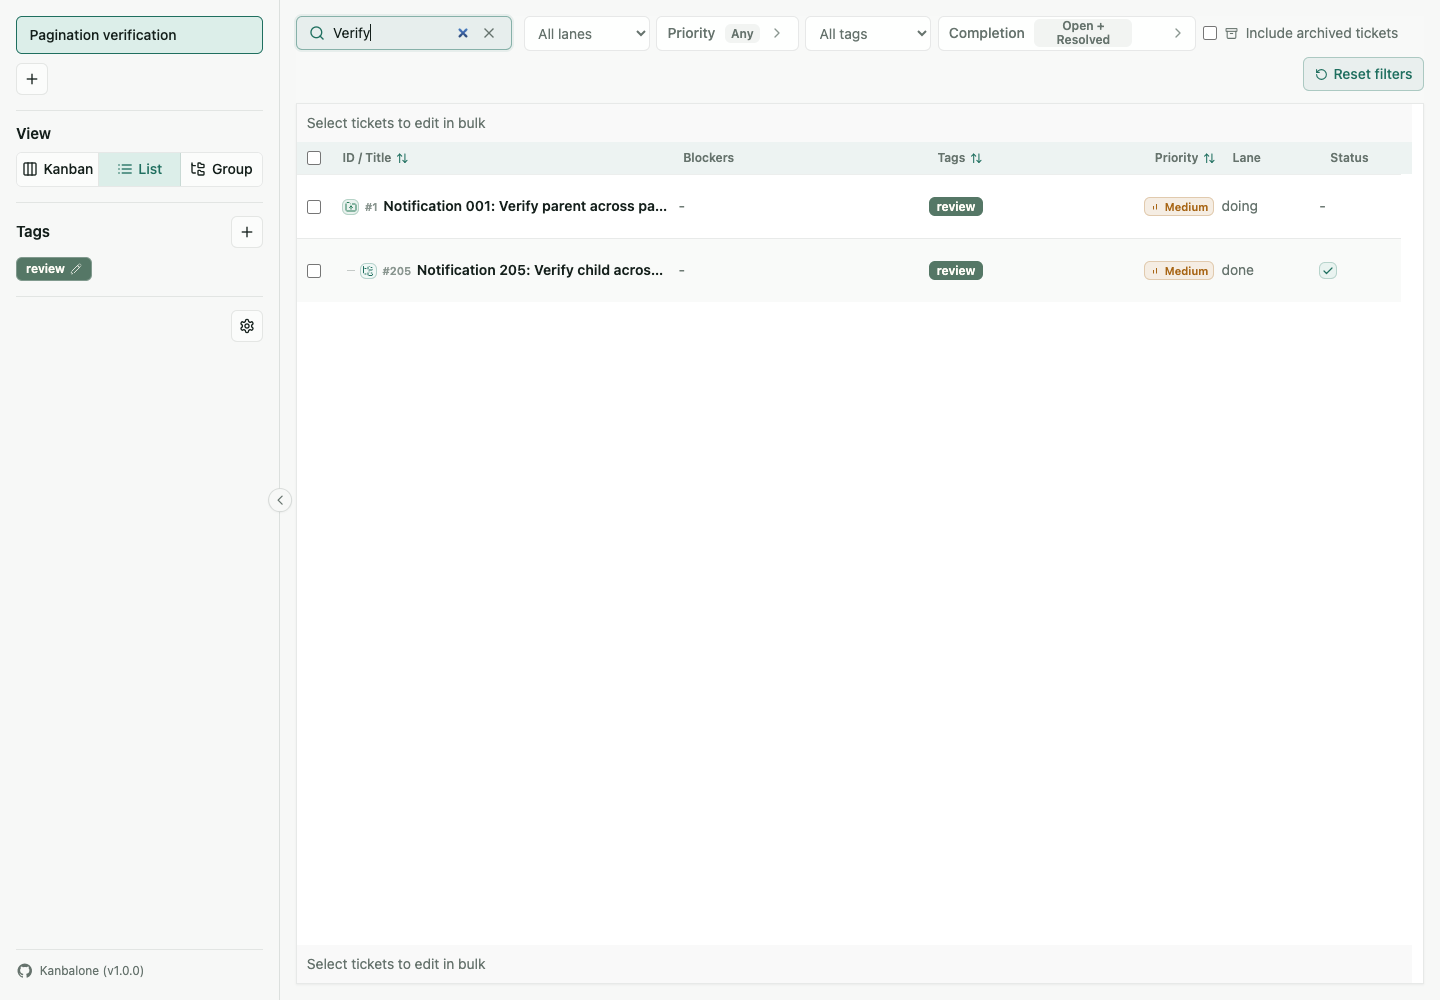 Pagination verification
View
Kanban
List
Group
Tags
review
Kanbalone (v1.0.0)
Verify
All lanes
Priority Any
All tags
Completion
Open +
Resolved
Include archived tickets
Reset filters
Select tickets to edit in bulk
ID / Title Blockers Tags Priority Lane Status
#1 Notification 001: Verify parent across pa... - review Medium doing -
#205 Notification 205: Verify child acros... - review Medium done
Select tickets to edit in bulk